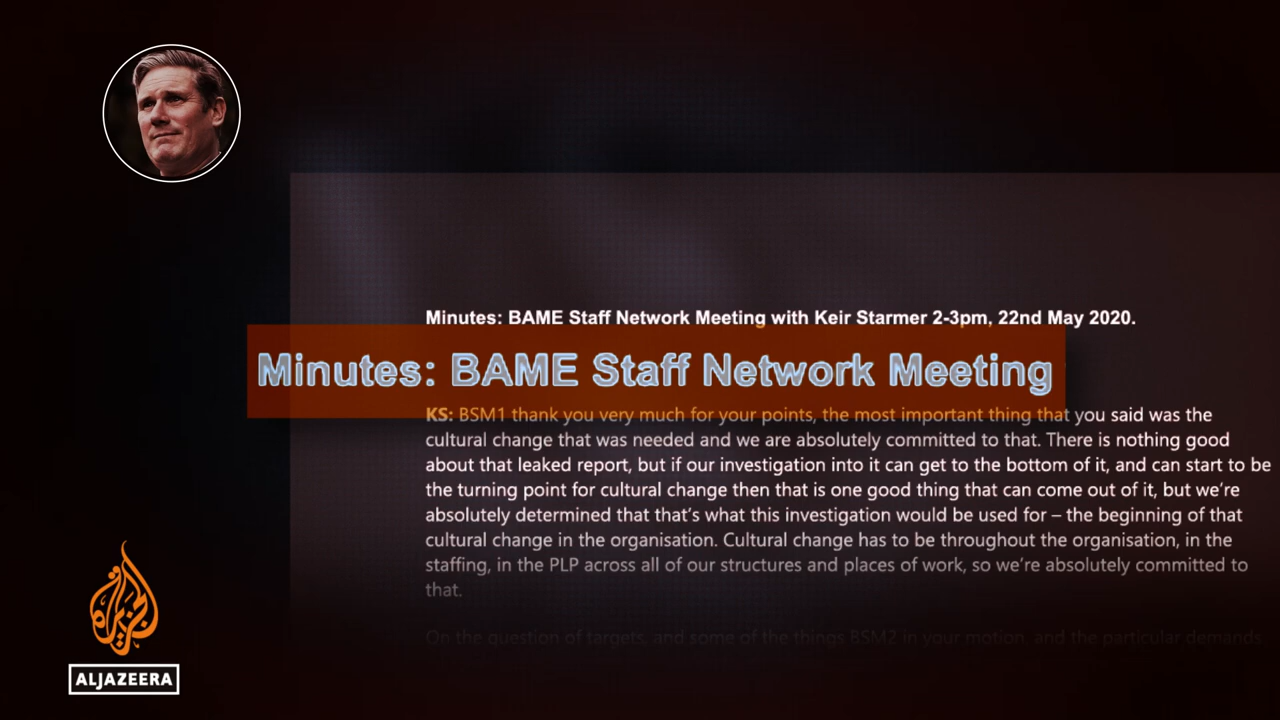 Minutes: BAME Staff Network Meeting with Keir Starmer 2-3pm, 22nd May 2020.
Minutes: BAME Staff Network Meeting
KS: BSM1 thank you very much for your points, the most important thing that you said was the
cultural change that was needed and we are absolutely committed to that. There is nothing good
about that leaked report, but if our investigation into it can get to the bottom of it, and can start to be
the turning point for cultural change then that is one good thing that can come out of it, but we're
absolutely determined that that's what this investigation would be used for – the beginning of that
cultural change in the organisation. Cultural change has to be throughout the organisation, in the
staffing, in the PLP across all of our structures and places of work, so we're absolutely committed to
that.
On the question of targets, and some of the things BSM2 in your motion, and the particular demands
الجزيرة
ALJAZEERA